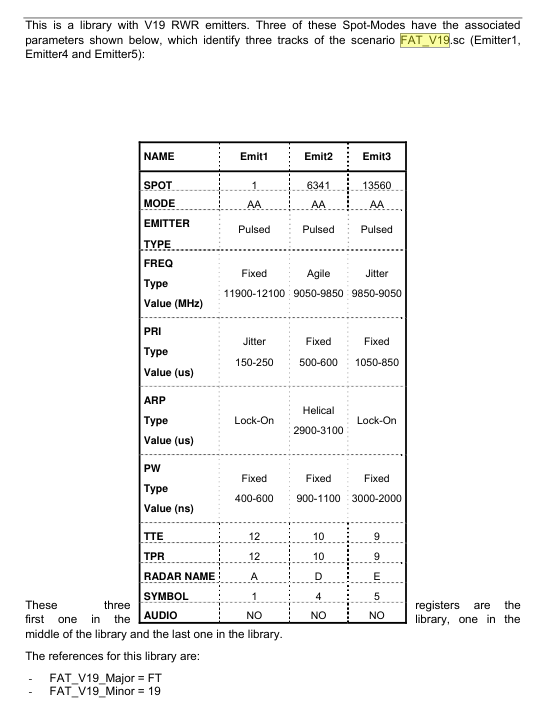 This is a library with V19 RWR emitters. Three of these Spot-Modes have the associated
parameters shown below, which identify three tracks of the scenario FAT_V19.sc (Emitter1,
Emitter4 and Emitter5):
NAME Emit1 Emit2 Emit3
SPOT 1 6341 13560
MODE AA AA AA
EMITTER
TYPE Pulsed Pulsed Pulsed
FREQ
Type Fixed Agile Jitter
Value (MHz) 11900-12100 9050-9850 9850-9050
PRI
Type Jitter Fixed Fixed
Value (us) 150-250 500-600 1050-850
ARP
Type Lock-On Helical Lock-On
Value (us) 2900-3100
PW
Type Fixed Fixed Fixed
Value (ns) 400-600 900-1100 3000-2000
TTE 12 10 9
TPR 12 10 9
RADAR NAME A D E
SYMBOL 1 4 5
AUDIO NO NO NO
These three registers are the
first one in the library, one in the
middle of the library and the last one in the library.
The references for this library are:
- FAT_V19_Major = FT
- FAT_V19_Minor = 19